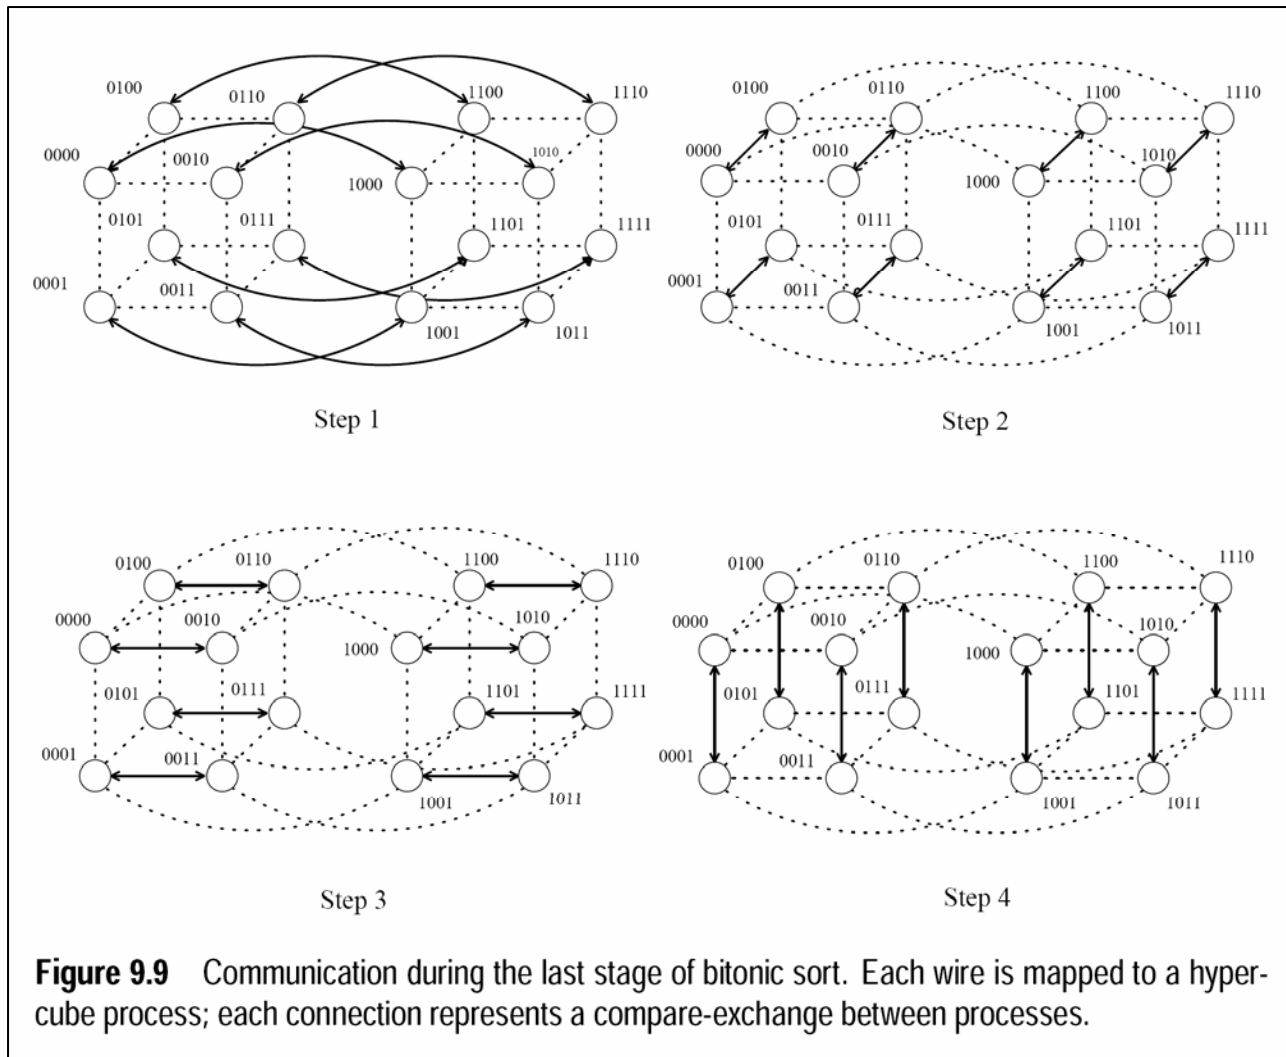 0100 0110 1100 1110
0000 0010 1000 1010
0101 0111 1101 1111
0001 0011 1001 1011
Step 1
0100 0110 1100 1110
0000 0010 1000 1010
0101 0111 1101 1111
0001 0011 1001 1011
Step 2
0100 0110 1100 1110
0000 0010 1000 1010
0101 0111 1101 1111
0001 0011 1001 1011
Step 3
0100 0110 1100 1110
0000 0010 1000 1010
0101 0111 1101 1111
0001 0011 1001 1011
Step 4
Figure 9.9 Communication during the last stage of bitonic sort. Each wire is mapped to a hyper-
cube process; each connection represents a compare-exchange between processes.